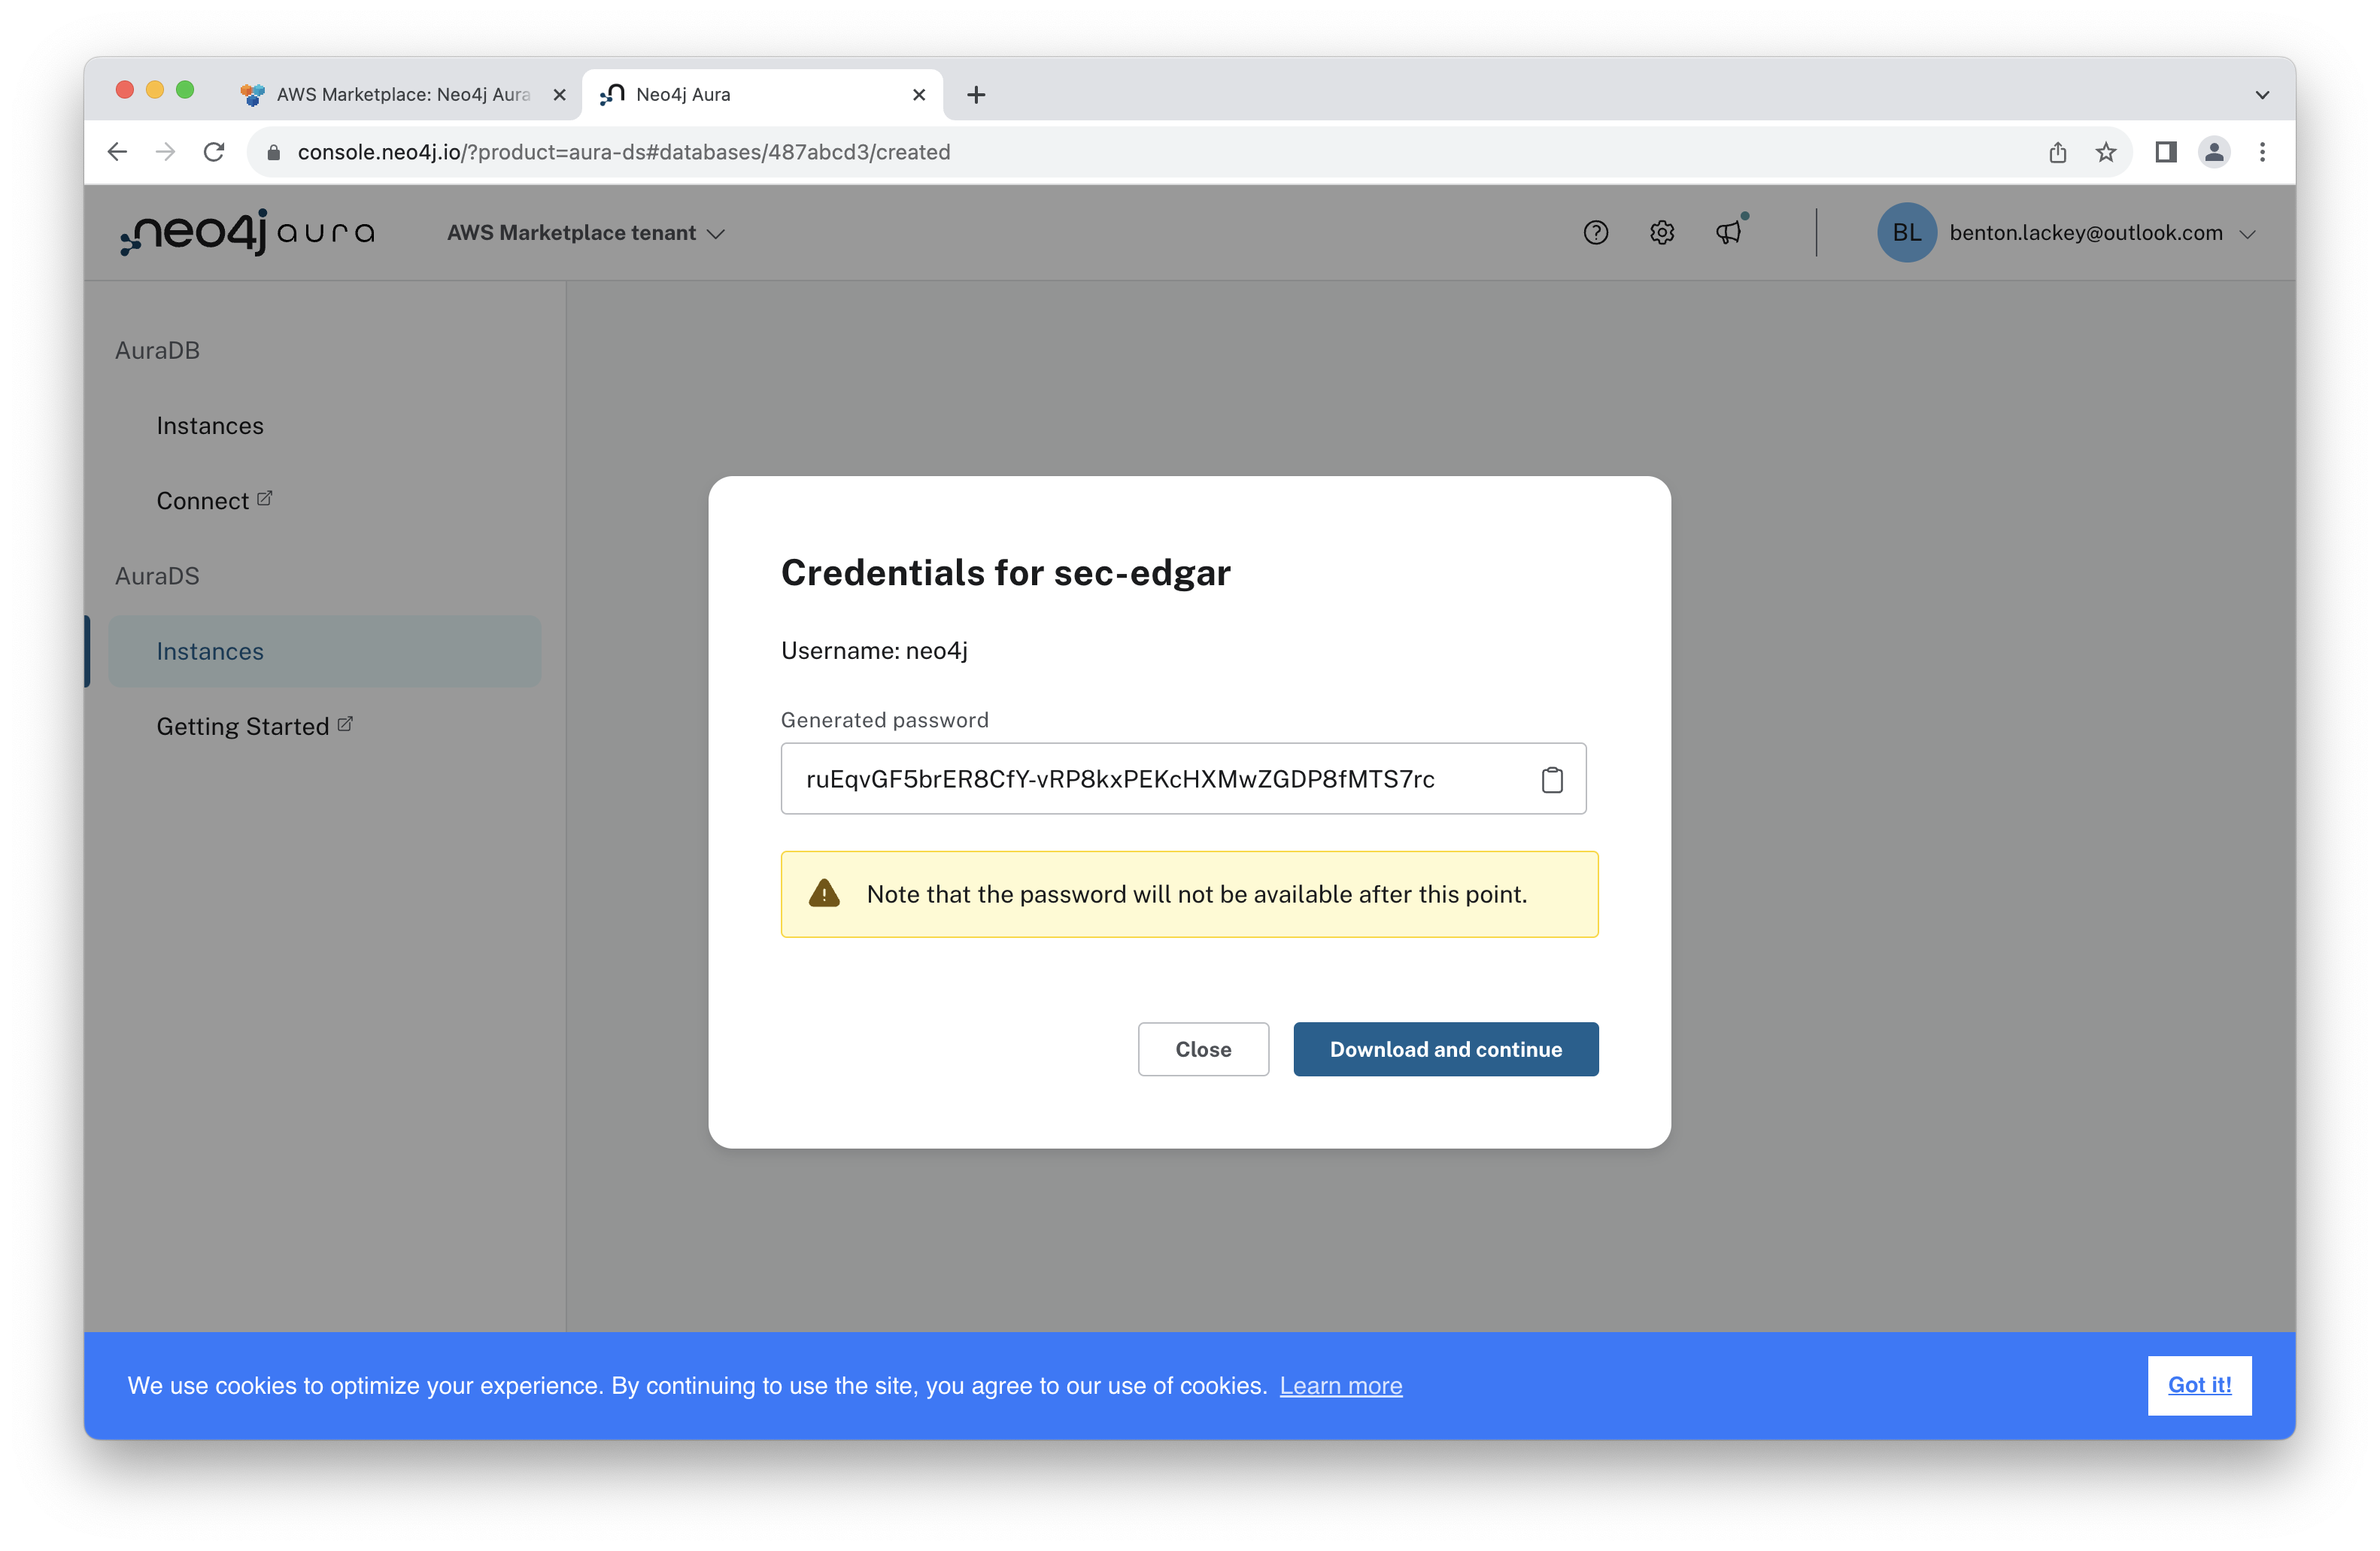 AWS Marketplace: Neo4j Aura
Neo4j Aura
console.neo4j.io/?product=aura-ds#databases/487abcd3/created
neo4j aura
AWS Marketplace tenant
BL
benton.lackey@outlook.com
AuraDB
Instances
Connect
AuraDS
Instances
Getting Started
Credentials for sec-edgar
Username: neo4j
Generated password
ruEqvGF5brER8CfY-vRP8kxPEKcHXMwZGDP8fMTS7rc
Note that the password will not be available after this point.
Close
Download and continue
We use cookies to optimize your experience. By continuing to use the site, you agree to our use of cookies. Learn more
Got it!